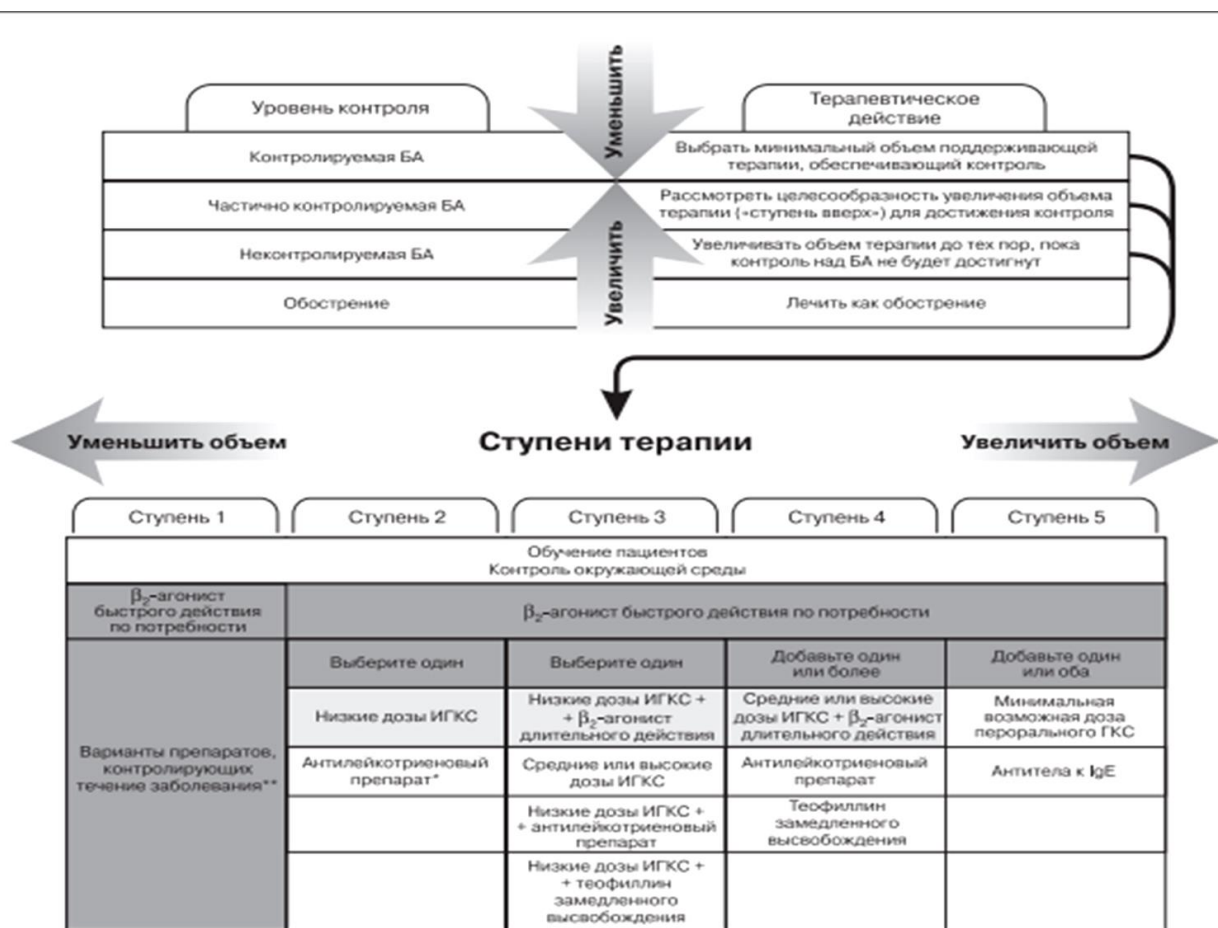 Уменьшить
Уровень контроля
Терапевтическое
действие
Контролируемая БА
Выбрать минимальный объем поддерживающей
терапии, обеспечивающий контроль
Частично контролируемая БА
Рассмотреть целесообразность увеличения объема
терапии («ступень вверх») для достижения контроля
Неконтролируемая БА
Увеличивать объем терапии до тех пор, пока
контроль над БА не будет достигнут
Увеличить
Обострение
Лечить как обострение
Уменьшить объем
Ступени терапии
Увеличить объем
Ступень 1
Ступень 2
Ступень 3
Ступень 4
Ступень 5
Обучение пациентов
Контроль окружающей среды
β₂-агонист
быстрого действия
по потребности
β₂-агонист быстрого действия по потребности
Варианты препаратов,
контролирующих
течение заболевания**
Выберите один
Выберите один
Добавьте один
или более
Добавьте один
или оба
Низкие дозы ИГКС
Низкие дозы ИГКС +
+ β₂-агонист
длительного действия
Средние или высокие
дозы ИГКС + β₂-агонист
длительного действия
Минимальная
возможная доза
перорального ГКС
Антилейкотриеновый
препарат*
Средние или высокие
дозы ИГКС
Антилейкотриеновый
препарат
Антитела к IgE
Низкие дозы ИГКС +
+ антилейкотриеновый
препарат
Теофиллин
замедленного
высвобождения
Низкие дозы ИГКС +
+ теофиллин
замедленного
высвобождения